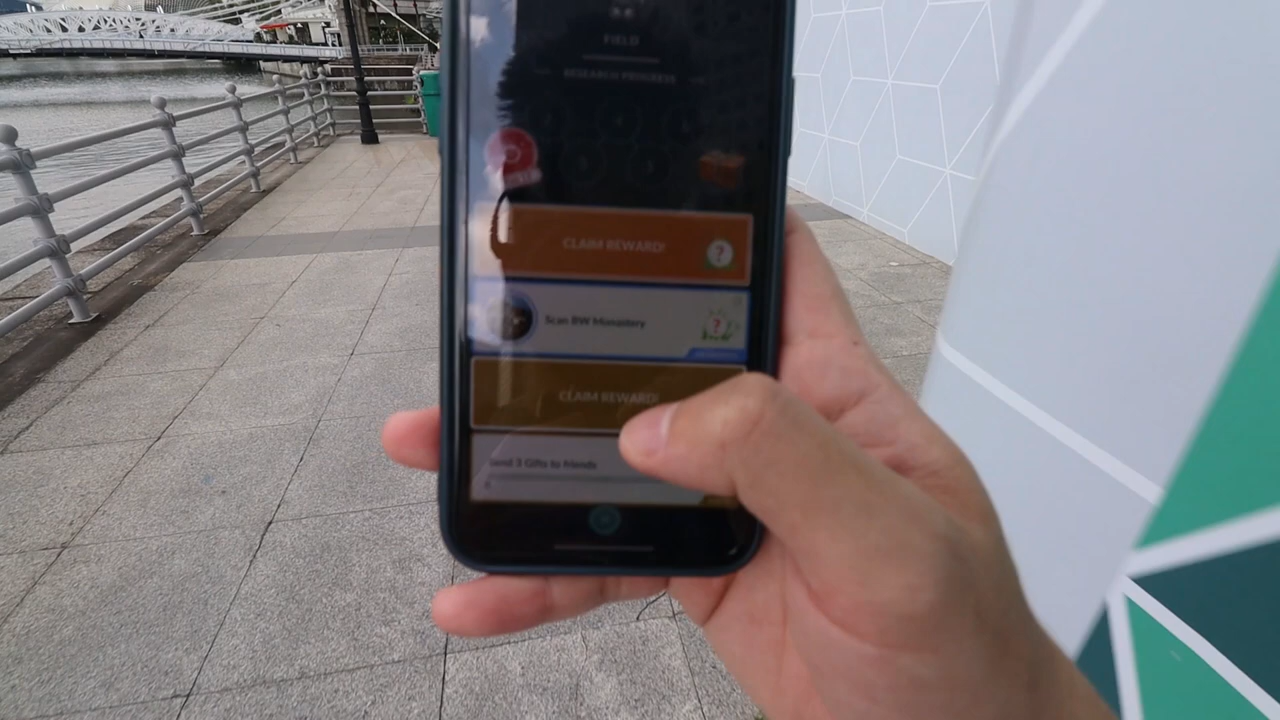 FIELD
RESEARCH PROGRESS
CLAIM REWARD!
?
Scan BW Monastery
?
CLAIM REWARD!
Send 3 Gifts to friends